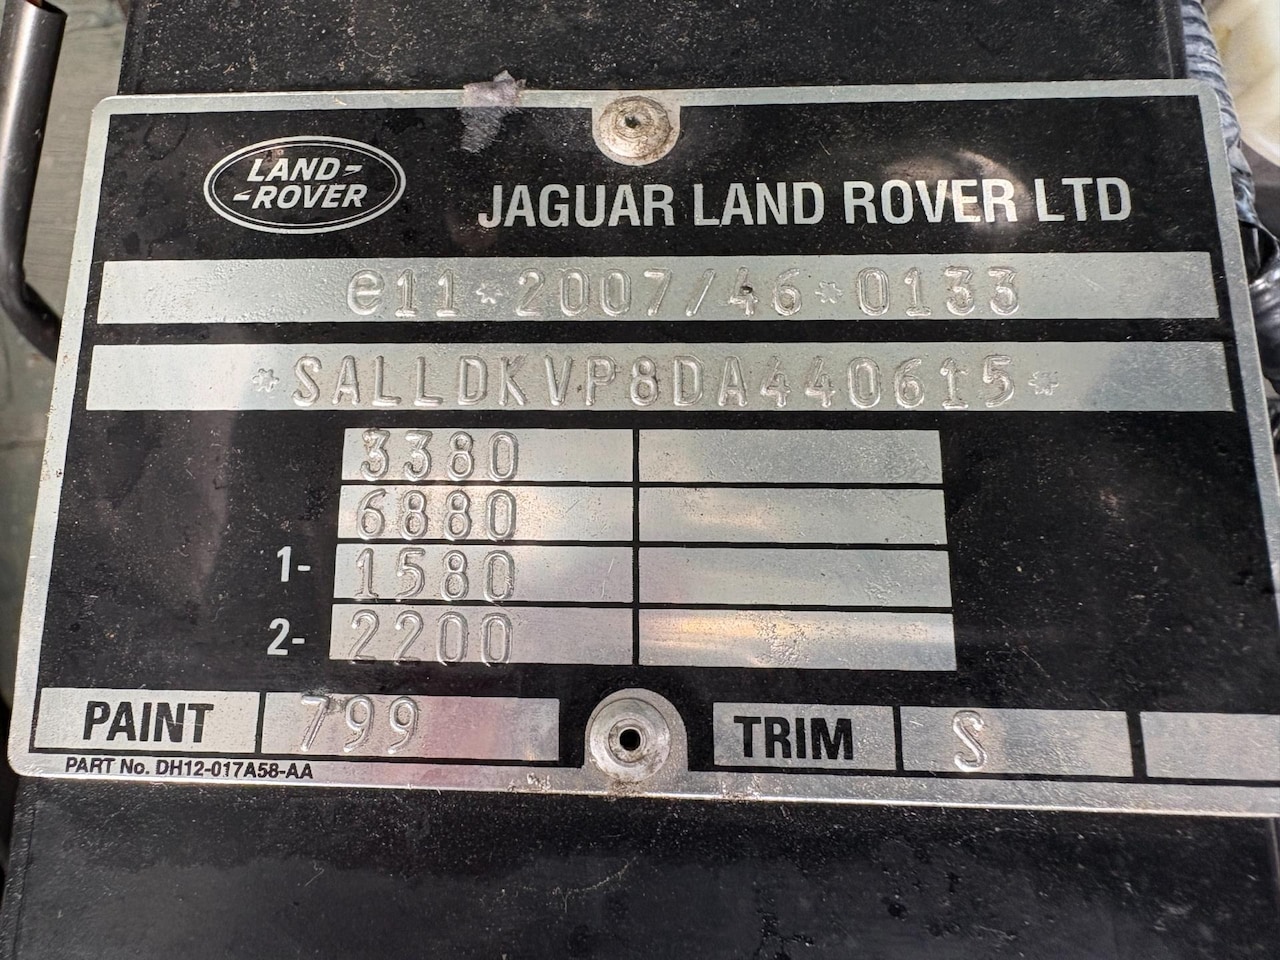 LAND-
-ROVER
JAGUAR LAND ROVER LTD
e11*2007/46*0133
*SALLDKVP8DA440615*
3380
6880
1- 1580
2- 2200
PAINT 799 TRIM S
PART No. DH12-017A58-AA